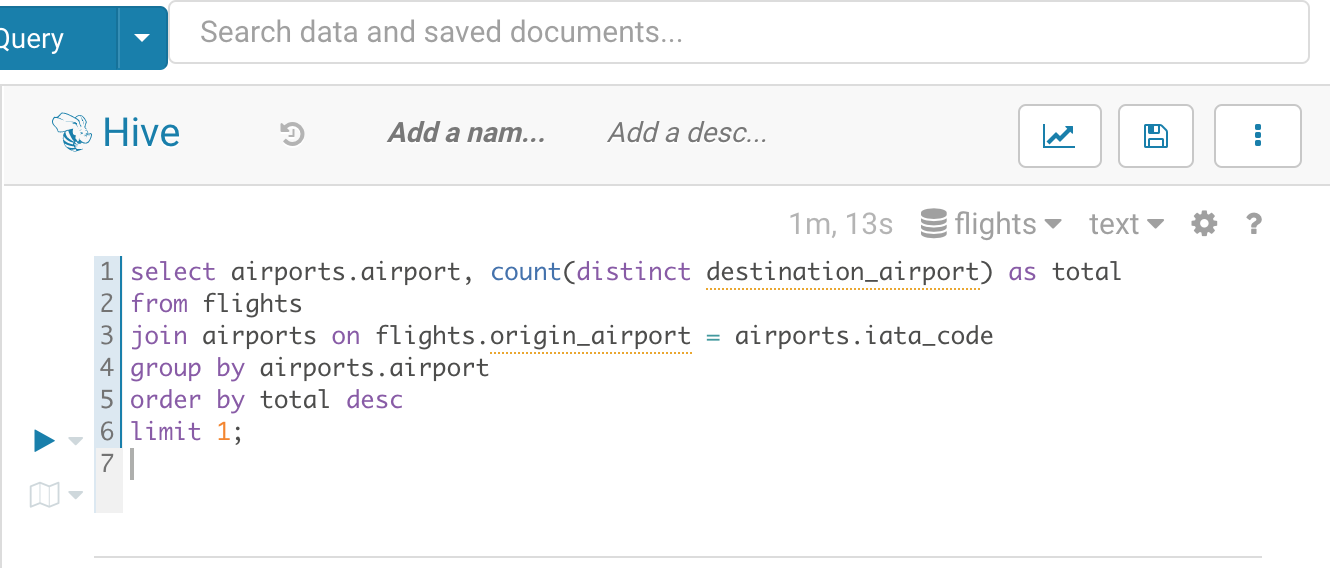 Query
Search data and saved documents...
Hive
Add a nam...
Add a desc...
1m, 13s
flights
text
?
1 select airports.airport, count(distinct destination_airport) as total
2 from flights
3 join airports on flights.origin_airport = airports.iata_code
4 group by airports.airport
5 order by total desc
6 limit 1;
7